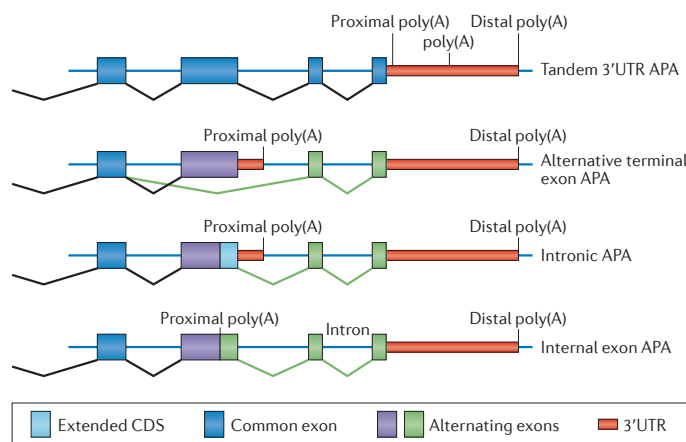 Proximal poly(A)
Distal poly(A)
poly(A)
Tandem 3′UTR APA
Proximal poly(A)
Distal poly(A)
Alternative terminal
exon APA
Proximal poly(A)
Distal poly(A)
Intronic APA
Proximal poly(A)
Intron
Distal poly(A)
Internal exon APA
Extended CDS
Common exon
Alternating exons
3′UTR